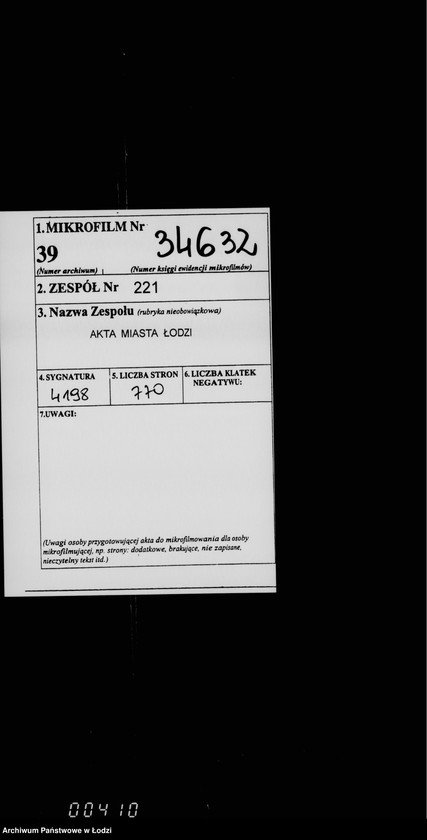 1.MIKROFILM Nr 34632
39
(Numer archiwum) (Numer księgi ewidencji mikrofilmów)
2. ZESPÓŁ Nr 221
3. Nazwa Zespołu (rubryka nieobowiązkowa)
AKTA MIASTA ŁODZI
4.SYGNATURA 5. LICZBA STRON 6.LICZBA KLATEK
NEGATYWU:
4198 770
7.UWAGI:
(Uwagi osoby przygotowującej akta do mikrofilmowania dla osoby
mikrofilmującej, np. strony: dodatkowe, brakujące, nie zapisane,
nieczytelny tekst itd.)
00410
Archiwum Państwowe w Łodzi